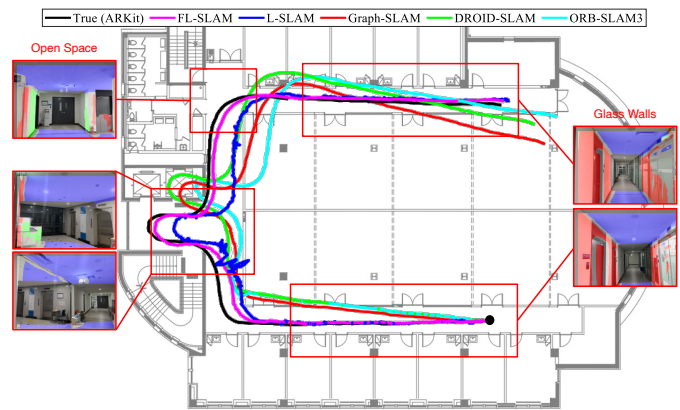 True (ARKit) FL-SLAM L-SLAM Graph-SLAM DROID-SLAM ORB-SLAM3
Open Space
Glass Walls